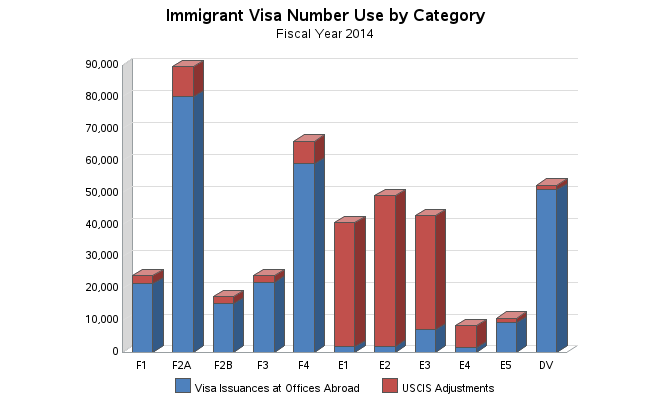 Immigrant Visa Number Use by Category
Fiscal Year 2014
90,000
80,000
70,000
60,000
50,000
40,000
30,000
20,000
10,000
0
F1 F2A F2B F3 F4 E1 E2 E3 E4 E5 DV
Visa Issuances at Offices Abroad USCIS Adjustments